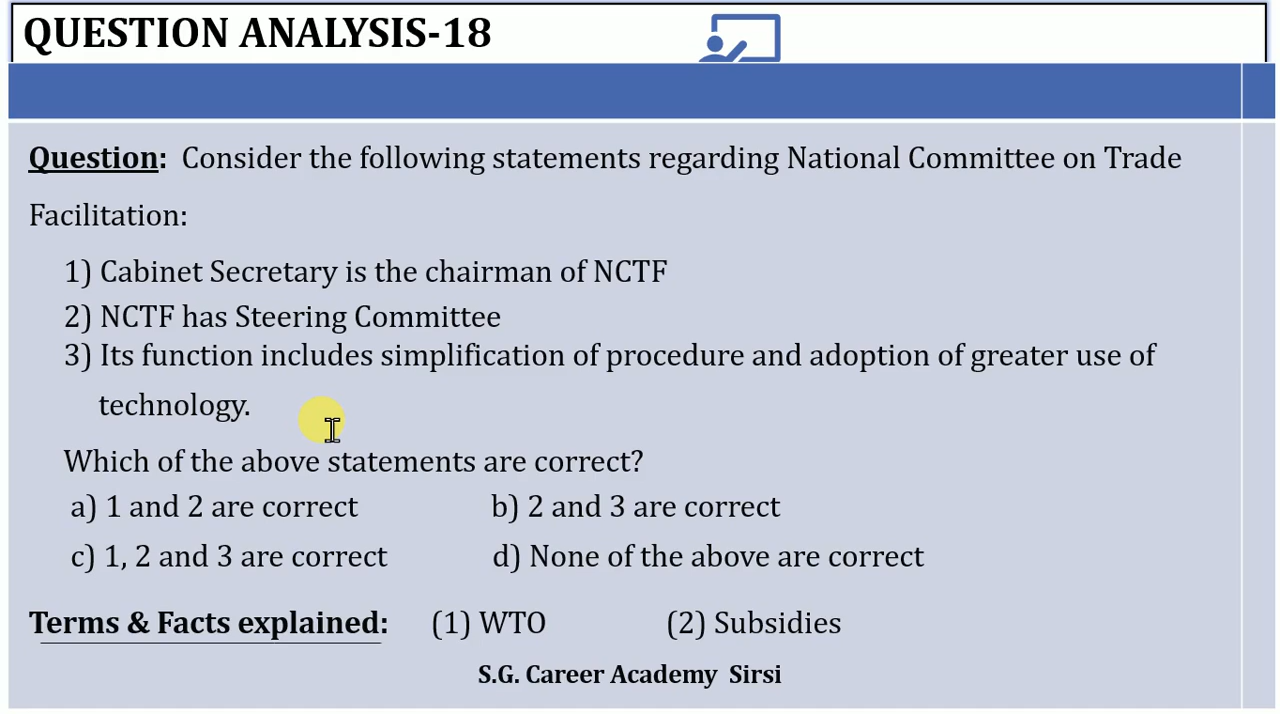 QUESTION ANALYSIS-18
Question: Consider the following statements regarding National Committee on Trade
Facilitation:
1) Cabinet Secretary is the chairman of NCTF
2) NCTF has Steering Committee
3) Its function includes simplification of procedure and adoption of greater use of
technology.
Which of the above statements are correct?
a) 1 and 2 are correct b) 2 and 3 are correct
c) 1, 2 and 3 are correct d) None of the above are correct
Terms & Facts explained: (1) WTO (2) Subsidies
S.G. Career Academy Sirsi